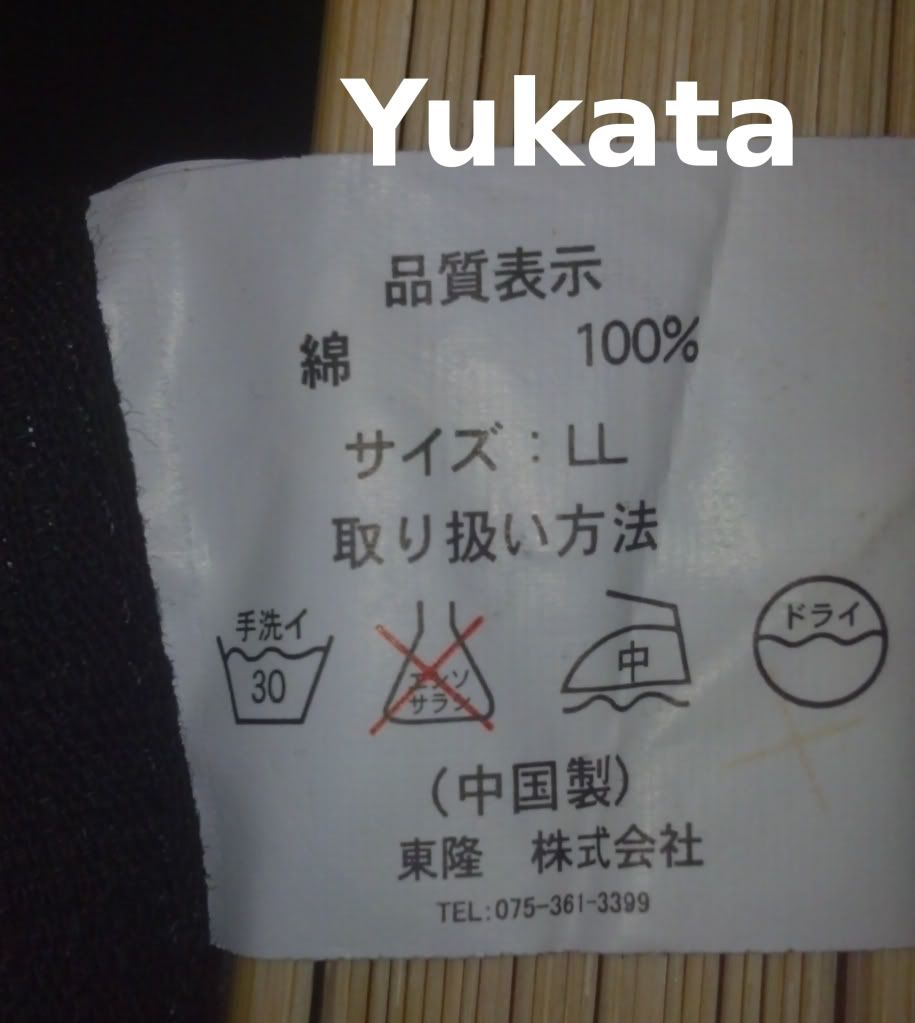 Yukata
品質表示
綿 100%
サイズ：LL
取り扱い方法
手洗イ
30
エンソ
サラシ
中
ドライ
(中国製)
東隆 株式会社
TEL:075-361-3399